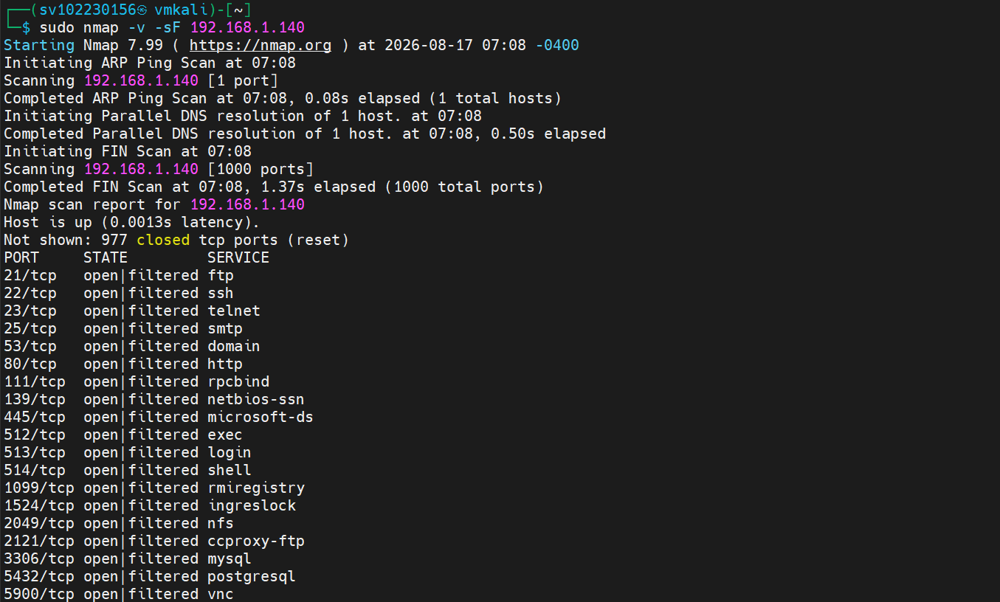 ┌──(sv102230156㉿ vmkali)-[~]
└─$ sudo nmap -v -sF 192.168.1.140
Starting Nmap 7.99 ( https://nmap.org ) at 2026-08-17 07:08 -0400
Initiating ARP Ping Scan at 07:08
Scanning 192.168.1.140 [1 port]
Completed ARP Ping Scan at 07:08, 0.08s elapsed (1 total hosts)
Initiating Parallel DNS resolution of 1 host. at 07:08
Completed Parallel DNS resolution of 1 host. at 07:08, 0.50s elapsed
Initiating FIN Scan at 07:08
Scanning 192.168.1.140 [1000 ports]
Completed FIN Scan at 07:08, 1.37s elapsed (1000 total ports)
Nmap scan report for 192.168.1.140
Host is up (0.0013s latency).
Not shown: 977 closed tcp ports (reset)
PORT     STATE         SERVICE
21/tcp   open|filtered ftp
22/tcp   open|filtered ssh
23/tcp   open|filtered telnet
25/tcp   open|filtered smtp
53/tcp   open|filtered domain
80/tcp   open|filtered http
111/tcp  open|filtered rpcbind
139/tcp  open|filtered netbios-ssn
445/tcp  open|filtered microsoft-ds
512/tcp  open|filtered exec
513/tcp  open|filtered login
514/tcp  open|filtered shell
1099/tcp open|filtered rmiregistry
1524/tcp open|filtered ingreslock
2049/tcp open|filtered nfs
2121/tcp open|filtered ccproxy-ftp
3306/tcp open|filtered mysql
5432/tcp open|filtered postgresql
5900/tcp open|filtered vnc